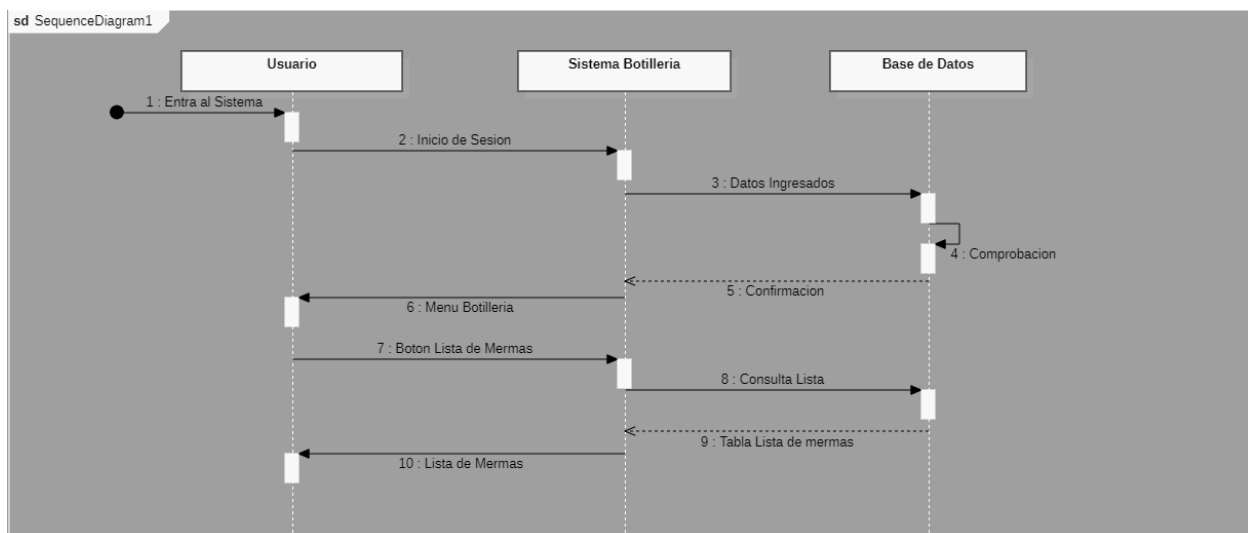 sd SequenceDiagram1
Usuario
Sistema Botilleria
Base de Datos
1 : Entra al Sistema
2 : Inicio de Sesion
3 : Datos Ingresados
4 : Comprobacion
5 : Confirmacion
6 : Menu Botilleria
7 : Boton Lista de Mermas
8 : Consulta Lista
9 : Tabla Lista de mermas
10 : Lista de Mermas